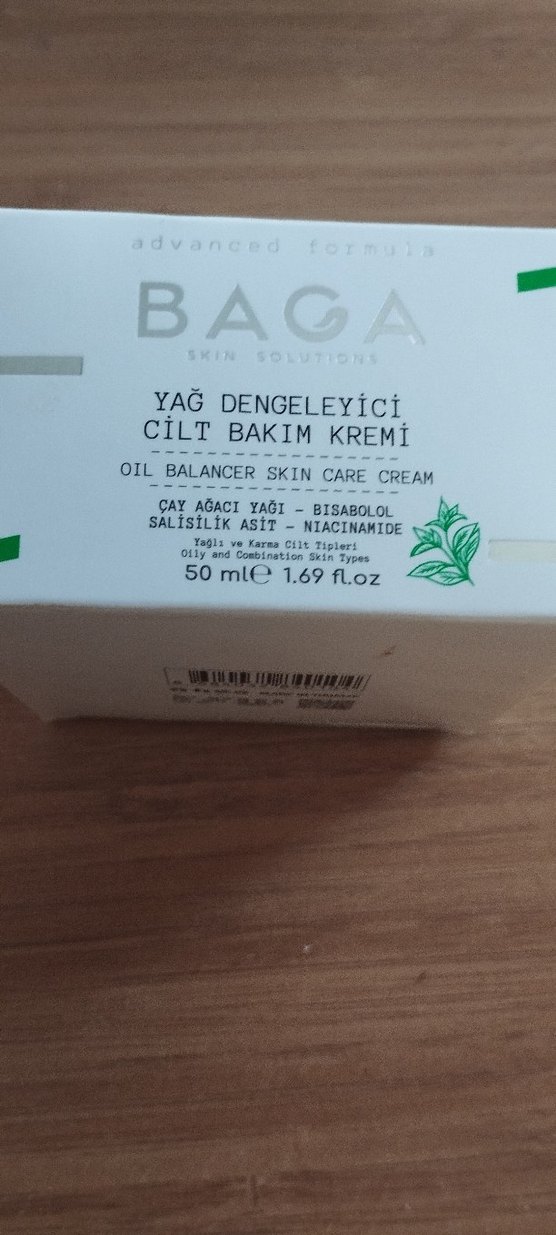 advanced formula
BAGA
SKIN SOLUTIONS
YAĞ DENGELEYİCİ
CİLT BAKIM KREMİ
OIL BALANCER SKIN CARE CREAM
ÇAY AĞACI YAĞI – BISABOLOL
SALİSİLİK ASİT – NIACINAMIDE
Yağlı ve Karma Cilt Tipleri
Oily and Combination Skin Types
50 ml℮ 1.69 fl.oz